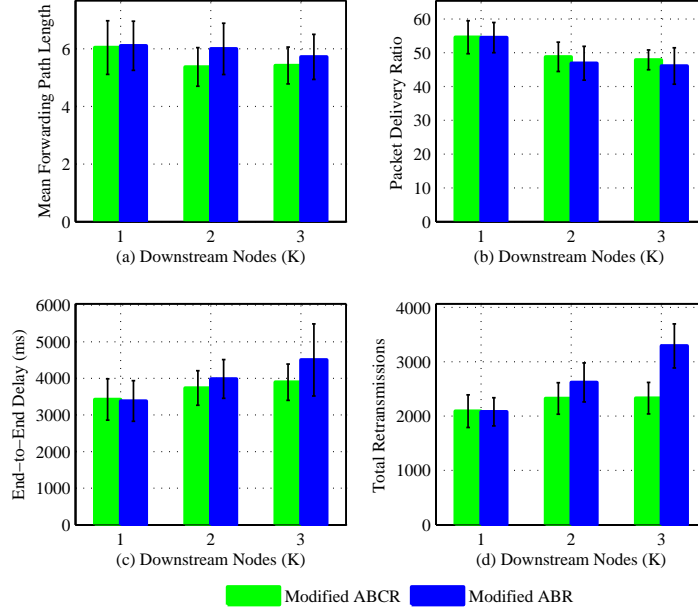 Mean Forwarding Path Length
6
4
2
0
1 2 3
(a) Downstream Nodes (K)
Packet Delivery Ratio
60
50
40
30
20
10
0
1 2 3
(b) Downstream Nodes (K)
End-to-End Delay (ms)
6000
5000
4000
3000
2000
1000
0
1 2 3
(c) Downstream Nodes (K)
Total Retransmissions
4000
3000
2000
1000
0
1 2 3
(d) Downstream Nodes (K)
Modified ABCR Modified ABR